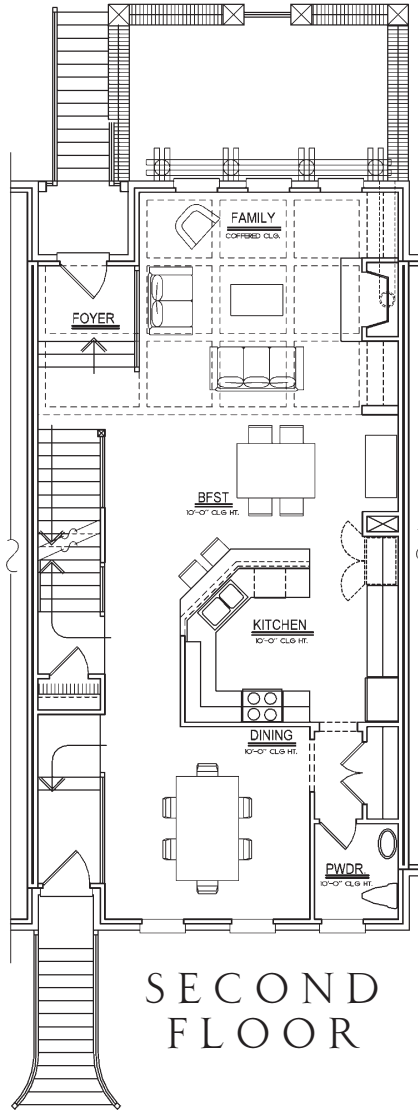 FAMILY
COFFERED CLG.
FOYER
BFST
10'-0" CLG HT.
KITCHEN
10'-0" CLG HT.
DINING
10'-0" CLG HT.
PWDR.
10'-0" CLG HT.
SECOND
FLOOR